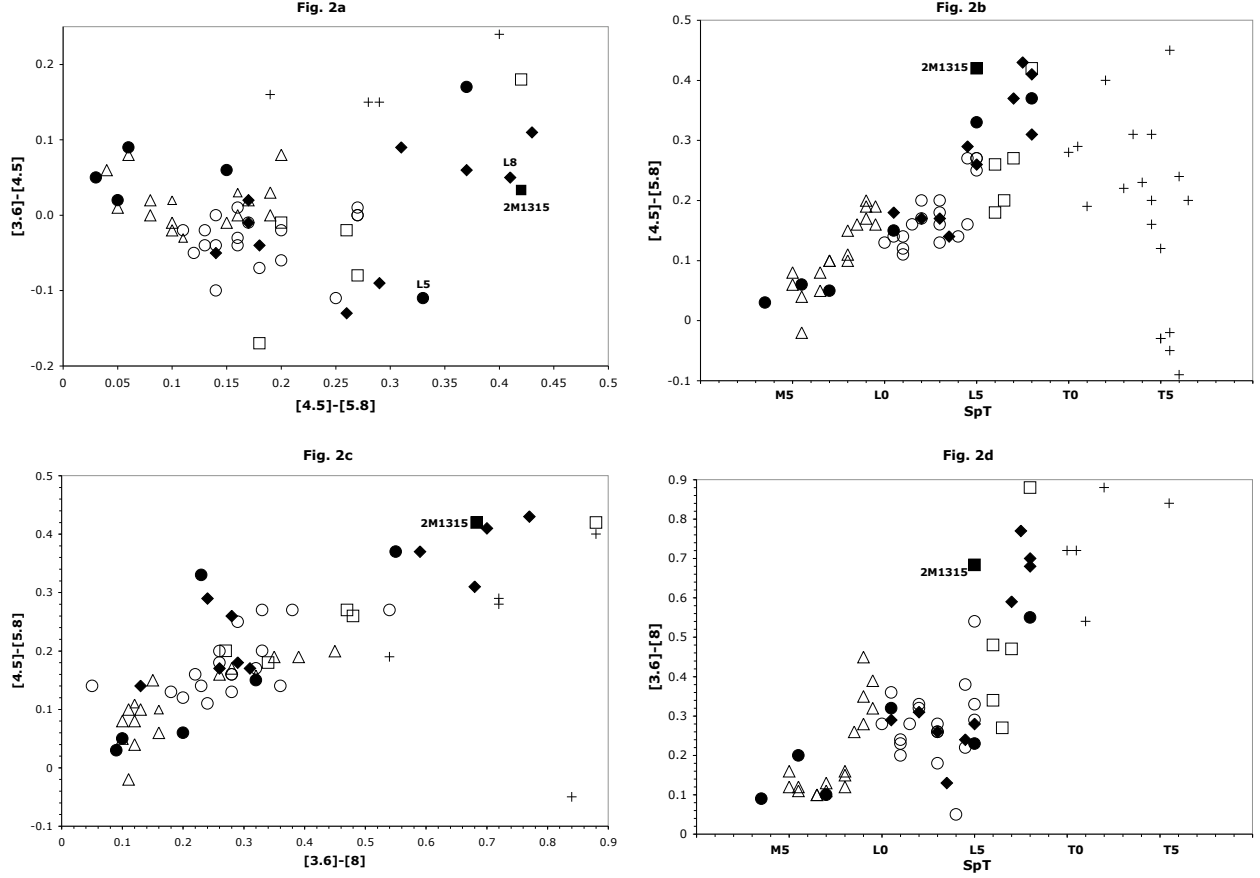 Fig. 2a
0.2
0.1
0.0
-0.1
-0.2
[3.6]-[4.5]
L8
2M1315
L5
0
0.05
0.1
0.15
0.2
0.25
0.3
0.35
0.4
0.45
0.5
[4.5]-[5.8]
Fig. 2b
0.5
0.4
0.3
0.2
0.1
0
-0.1
[4.5]-[5.8]
2M1315
M5
L0
L5
T0
T5
SpT
Fig. 2c
0.5
0.4
0.3
0.2
0.1
0
-0.1
[4.5]-[5.8]
2M1315
0
0.1
0.2
0.3
0.4
0.5
0.6
0.7
0.8
0.9
[3.6]-[8]
Fig. 2d
0.9
0.8
0.7
0.6
0.5
0.4
0.3
0.2
0.1
0
[3.6]-[8]
2M1315
M5
L0
L5
T0
T5
SpT